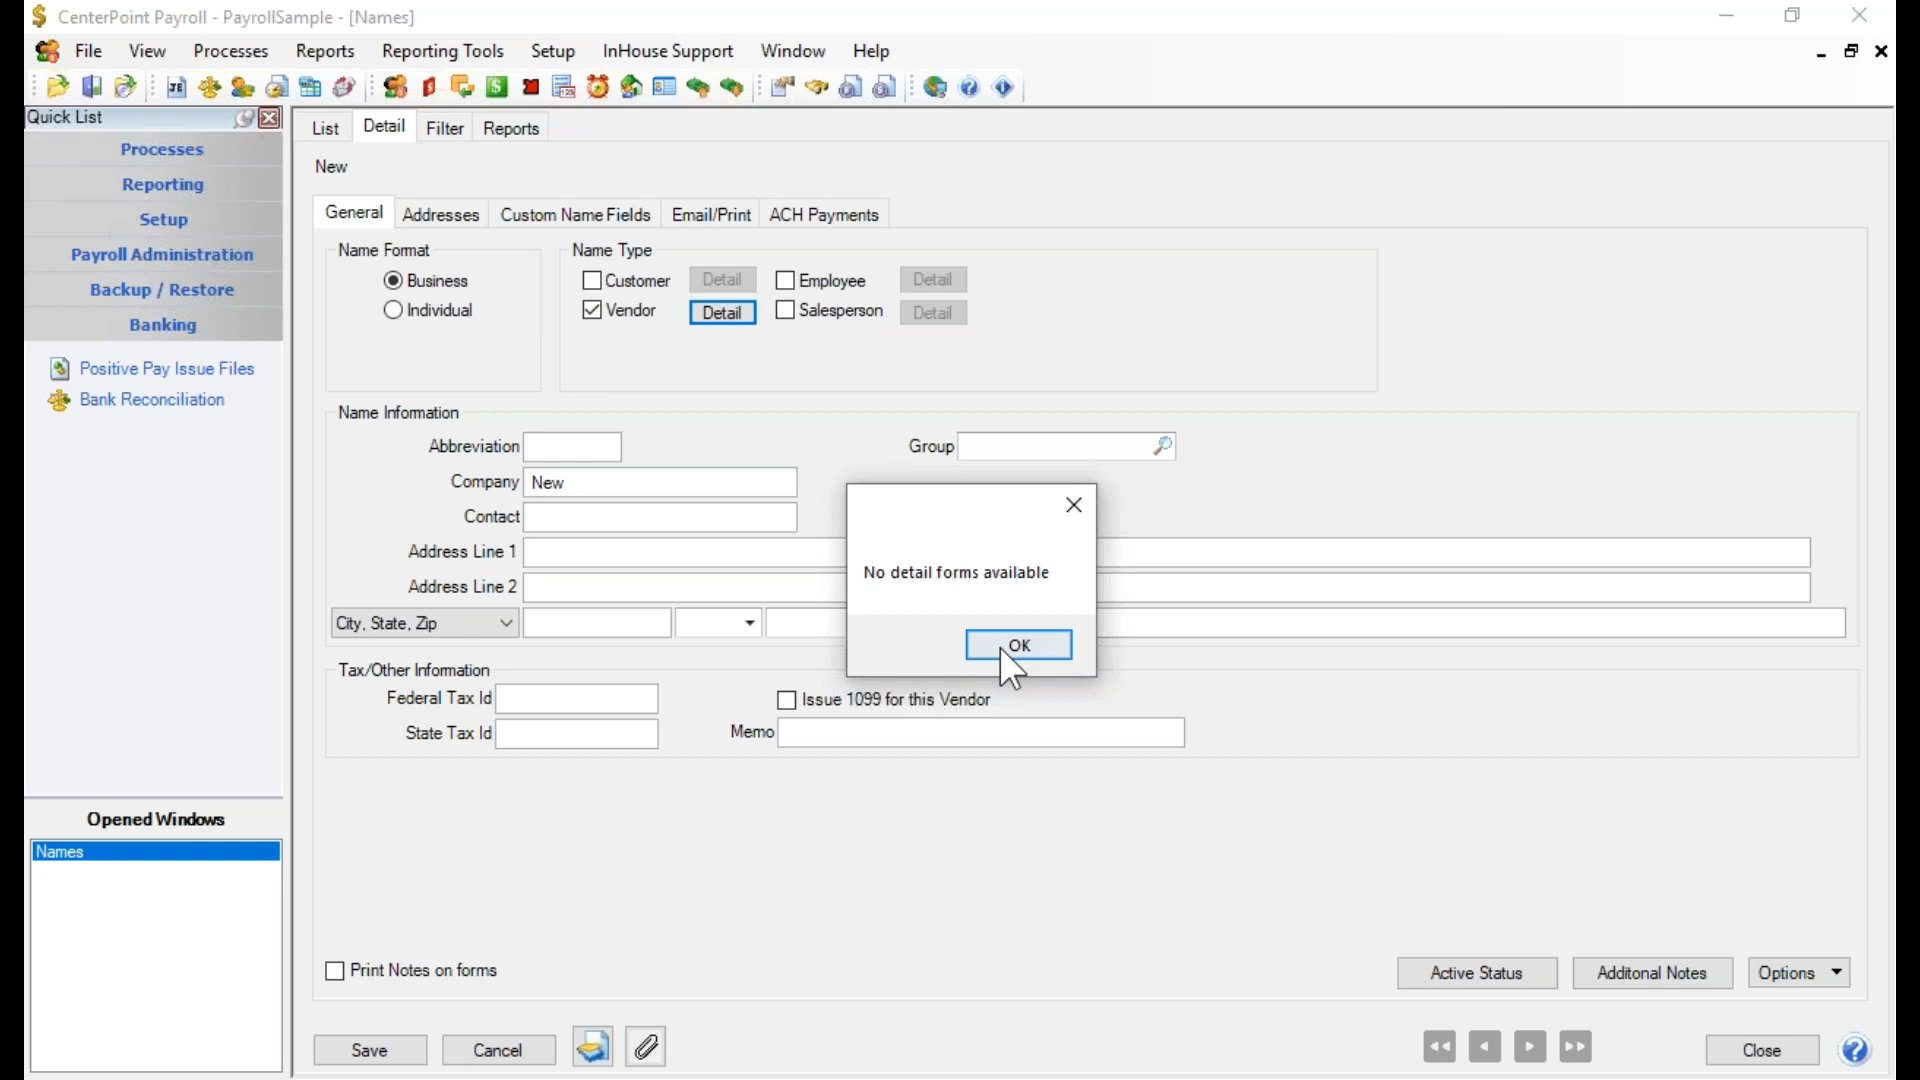 CenterPoint Payroll - PayrollSample - [Names]
File View Processes Reports Reporting Tools Setup InHouse Support Window Help
Quick List
Processes
Reporting
Setup
Payroll Administration
Backup / Restore
Banking
Positive Pay Issue Files
Bank Reconciliation
Opened Windows
Names
List Detail Filter Reports
New
General Addresses Custom Name Fields Email/Print ACH Payments
Name Format
Business
Individual
Name Type
Customer Detail Employee Detail
Vendor Detail Salesperson Detail
Name Information
Abbreviation Group
Company New
Contact
Address Line 1
Address Line 2
City, State, Zip
No detail forms available
OK
Tax/Other Information
Federal Tax Id Issue 1099 for this Vendor
State Tax Id Memo
Print Notes on forms
Active Status Additonal Notes Options
Save Cancel Close